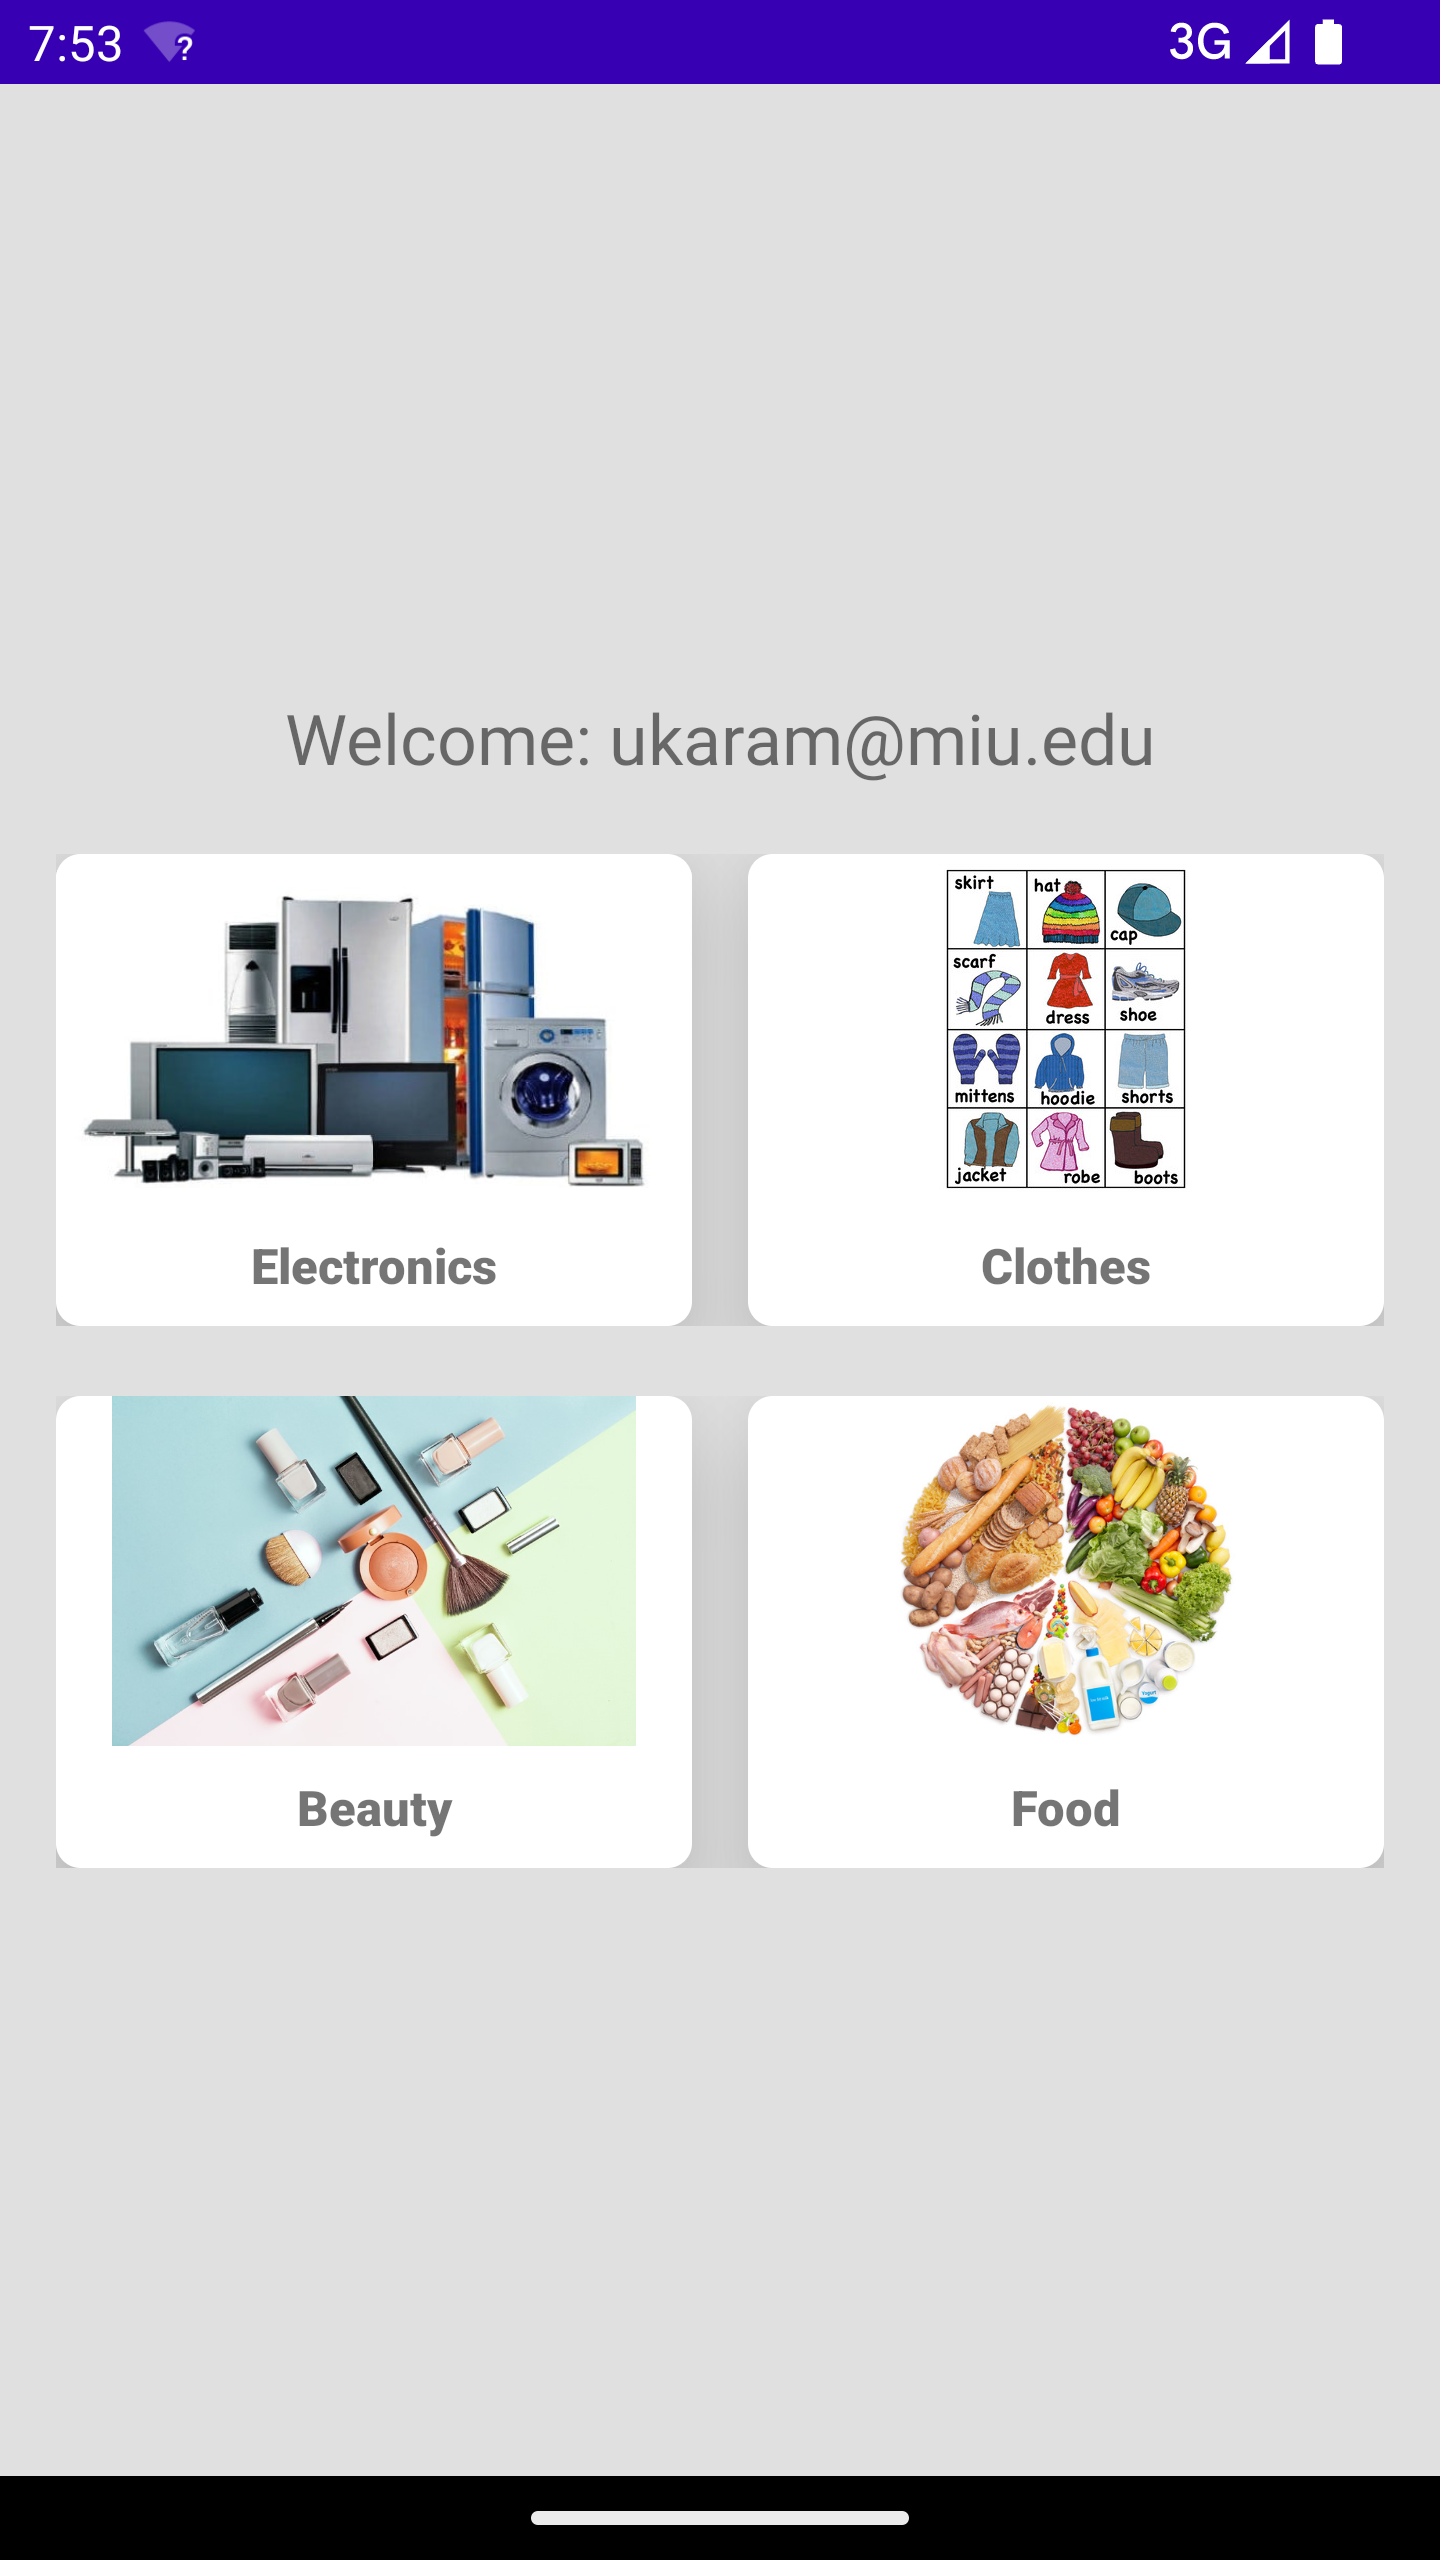 7:53 ? 3G
Welcome: ukaram@miu.edu
skirt hat cap
scarf dress shoe
mittens hoodie shorts
jacket robe boots
Electronics Clothes
Beauty Food